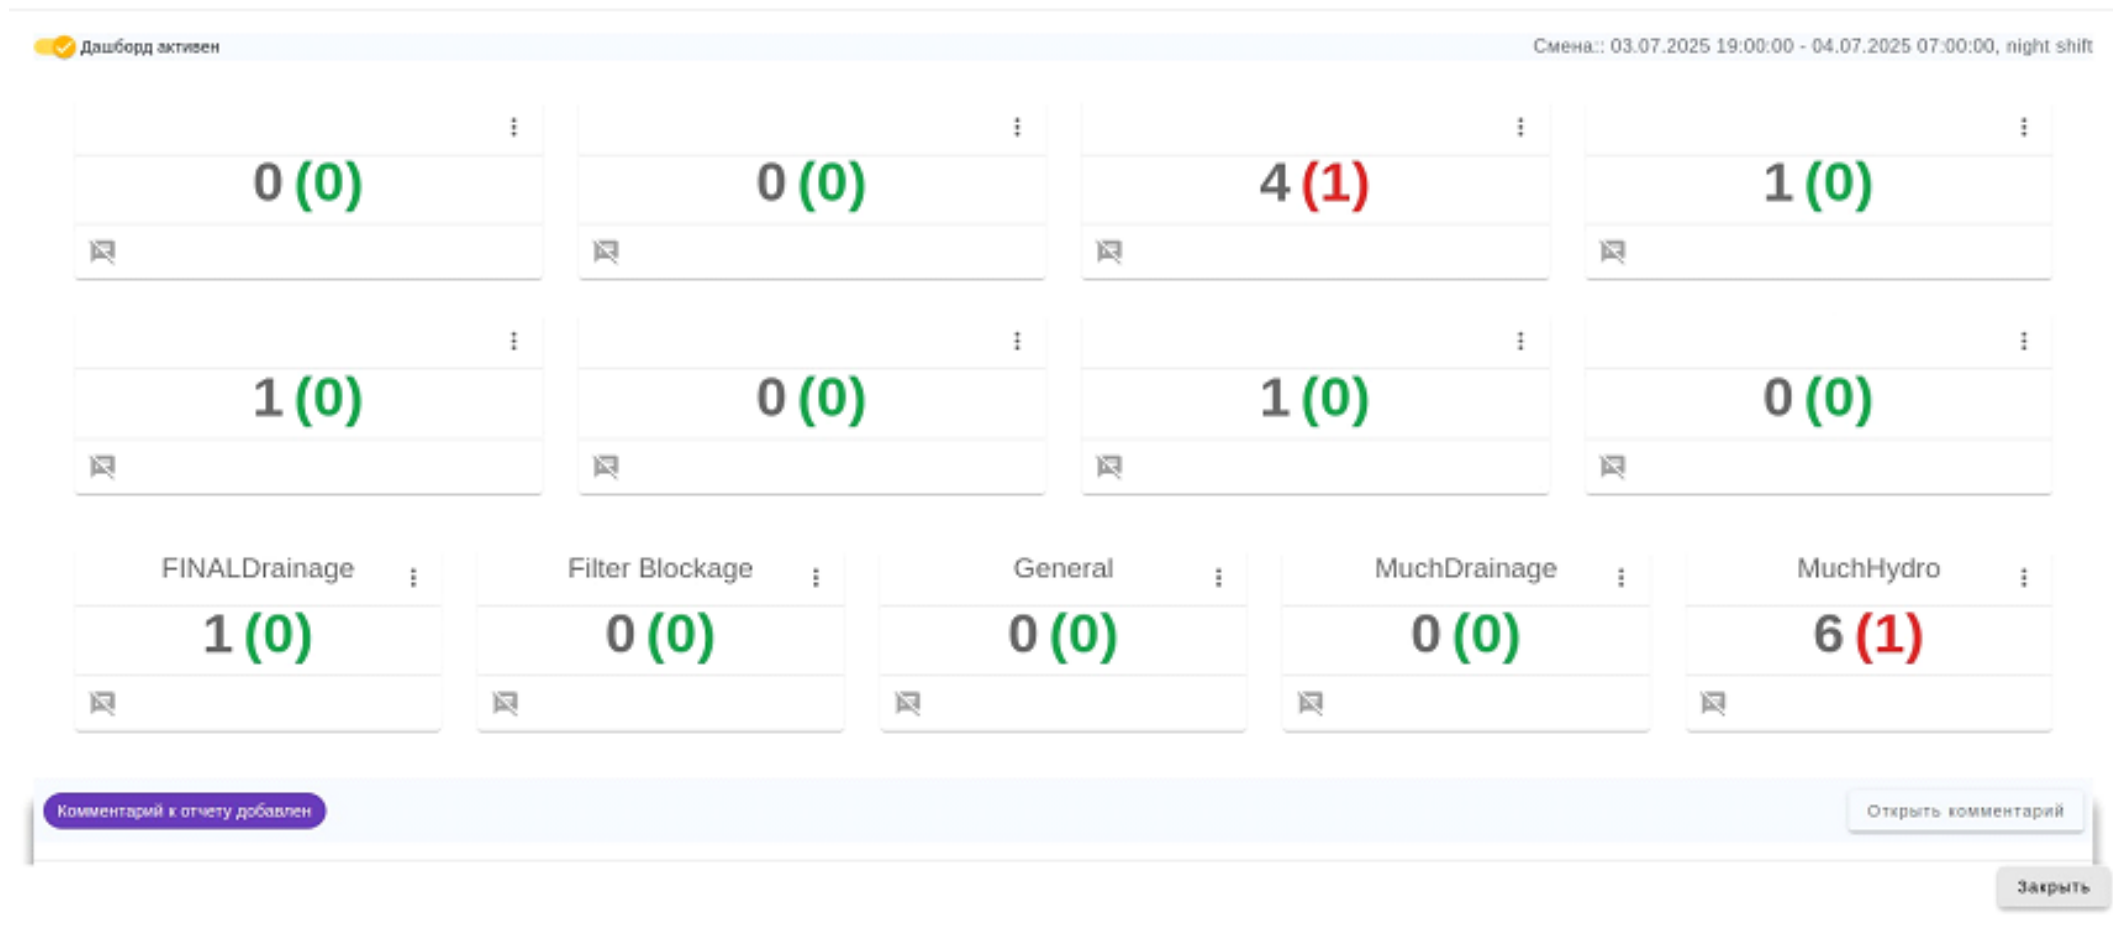 Дашборд активен
Смена:: 03.07.2025 19:00:00 - 04.07.2025 07:00:00, night shift
0 (0)
0 (0)
4 (1)
1 (0)
1 (0)
0 (0)
1 (0)
0 (0)
FINALDrainage
Filter Blockage
General
MuchDrainage
MuchHydro
1 (0)
0 (0)
0 (0)
0 (0)
6 (1)
Комментарий к отчету добавлен
Открыть комментарий
Закрыть